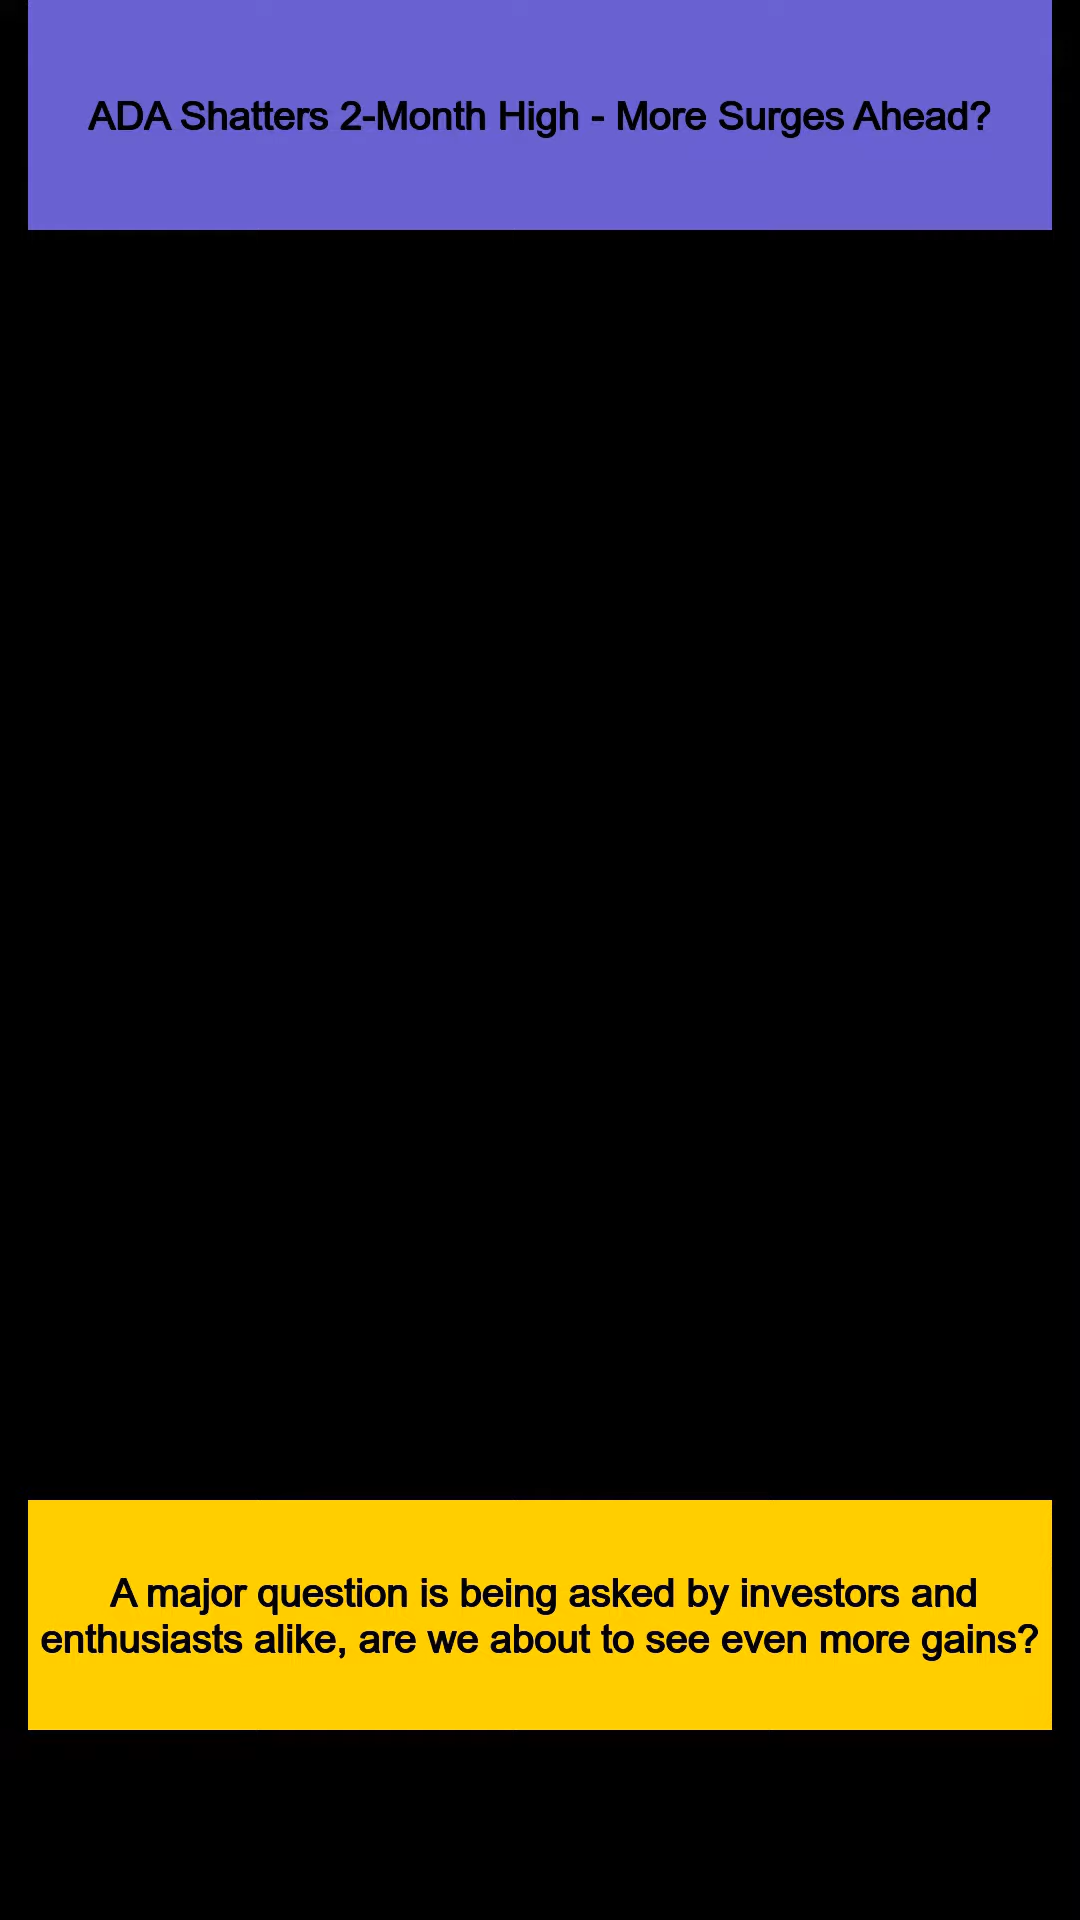 ADA Shatters 2-Month High - More Surges Ahead?
A major question is being asked by investors and
enthusiasts alike, are we about to see even more gains?